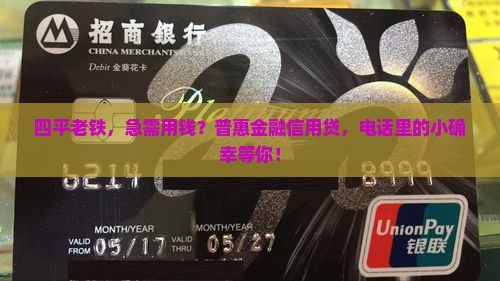 招商銀行
CHINA MERCHANTS
Debit 金葵花卡
四平老铁,急需用钱?普惠金融信用贷,电话里的小确
幸等你!
6214
8999
MONTH/YEAR MONTH/YEAR
VALID FROM 05/17 VALID THRU 05/27
UnionPay
银联